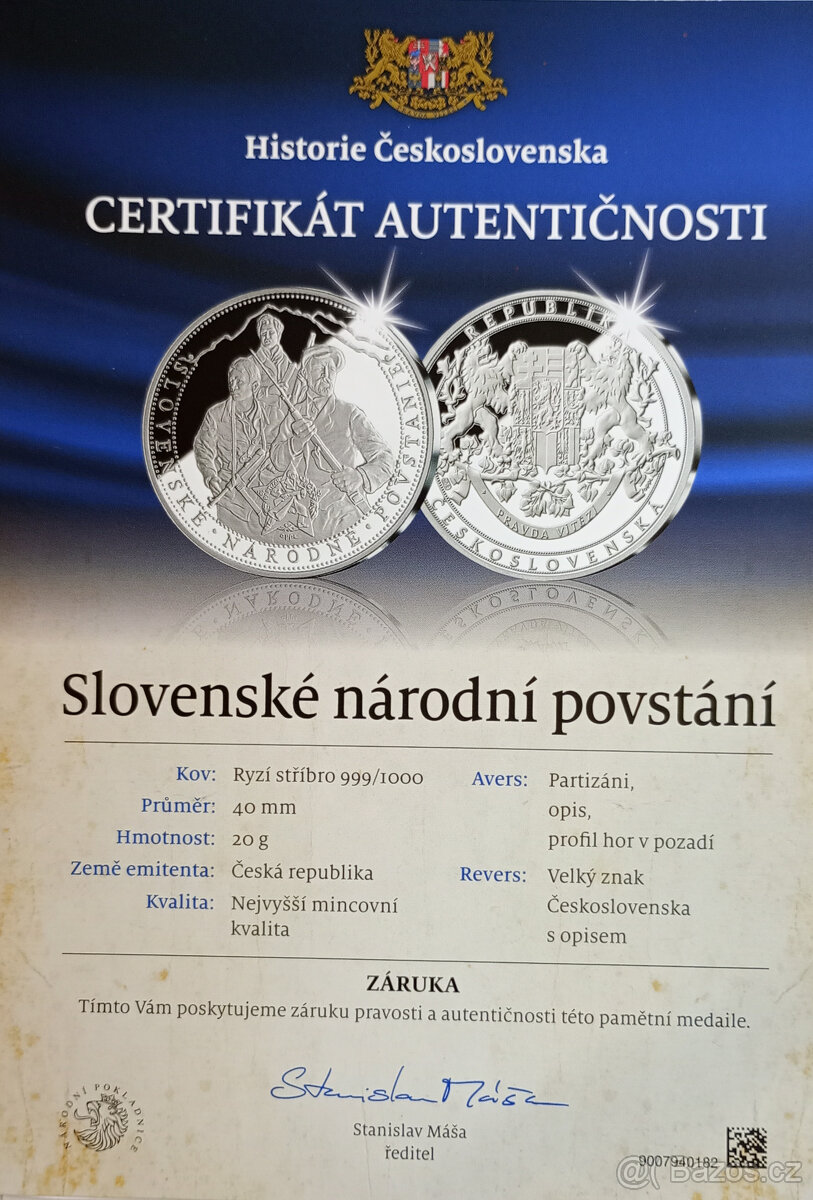 PRAVDA VÍTĚZÍ
Historie Československa
CERTIFIKÁT AUTENTIČNOSTI
SLOVENSKÉ · NÁRODNÉ · POVSTANIE
REPUBLIKA
ČESKOSLOVENSKÁ
PRAVDA VÍTĚZÍ
Slovenské národní povstání
Kov: Ryzí stříbro 999/1000
Průměr: 40 mm
Hmotnost: 20 g
Země emitenta: Česká republika
Kvalita: Nejvyšší mincovní
kvalita
Avers: Partizáni,
opis,
profil hor v pozadí
Revers: Velký znak
Československa
s opisem
ZÁRUKA
Tímto Vám poskytujeme záruku pravosti a autentičnosti této pamětní medaile.
Stanislav Máša
Stanislav Máša
ředitel
NÁRODNÍ POKLADNICE
9007940182
@ Bazos.cz